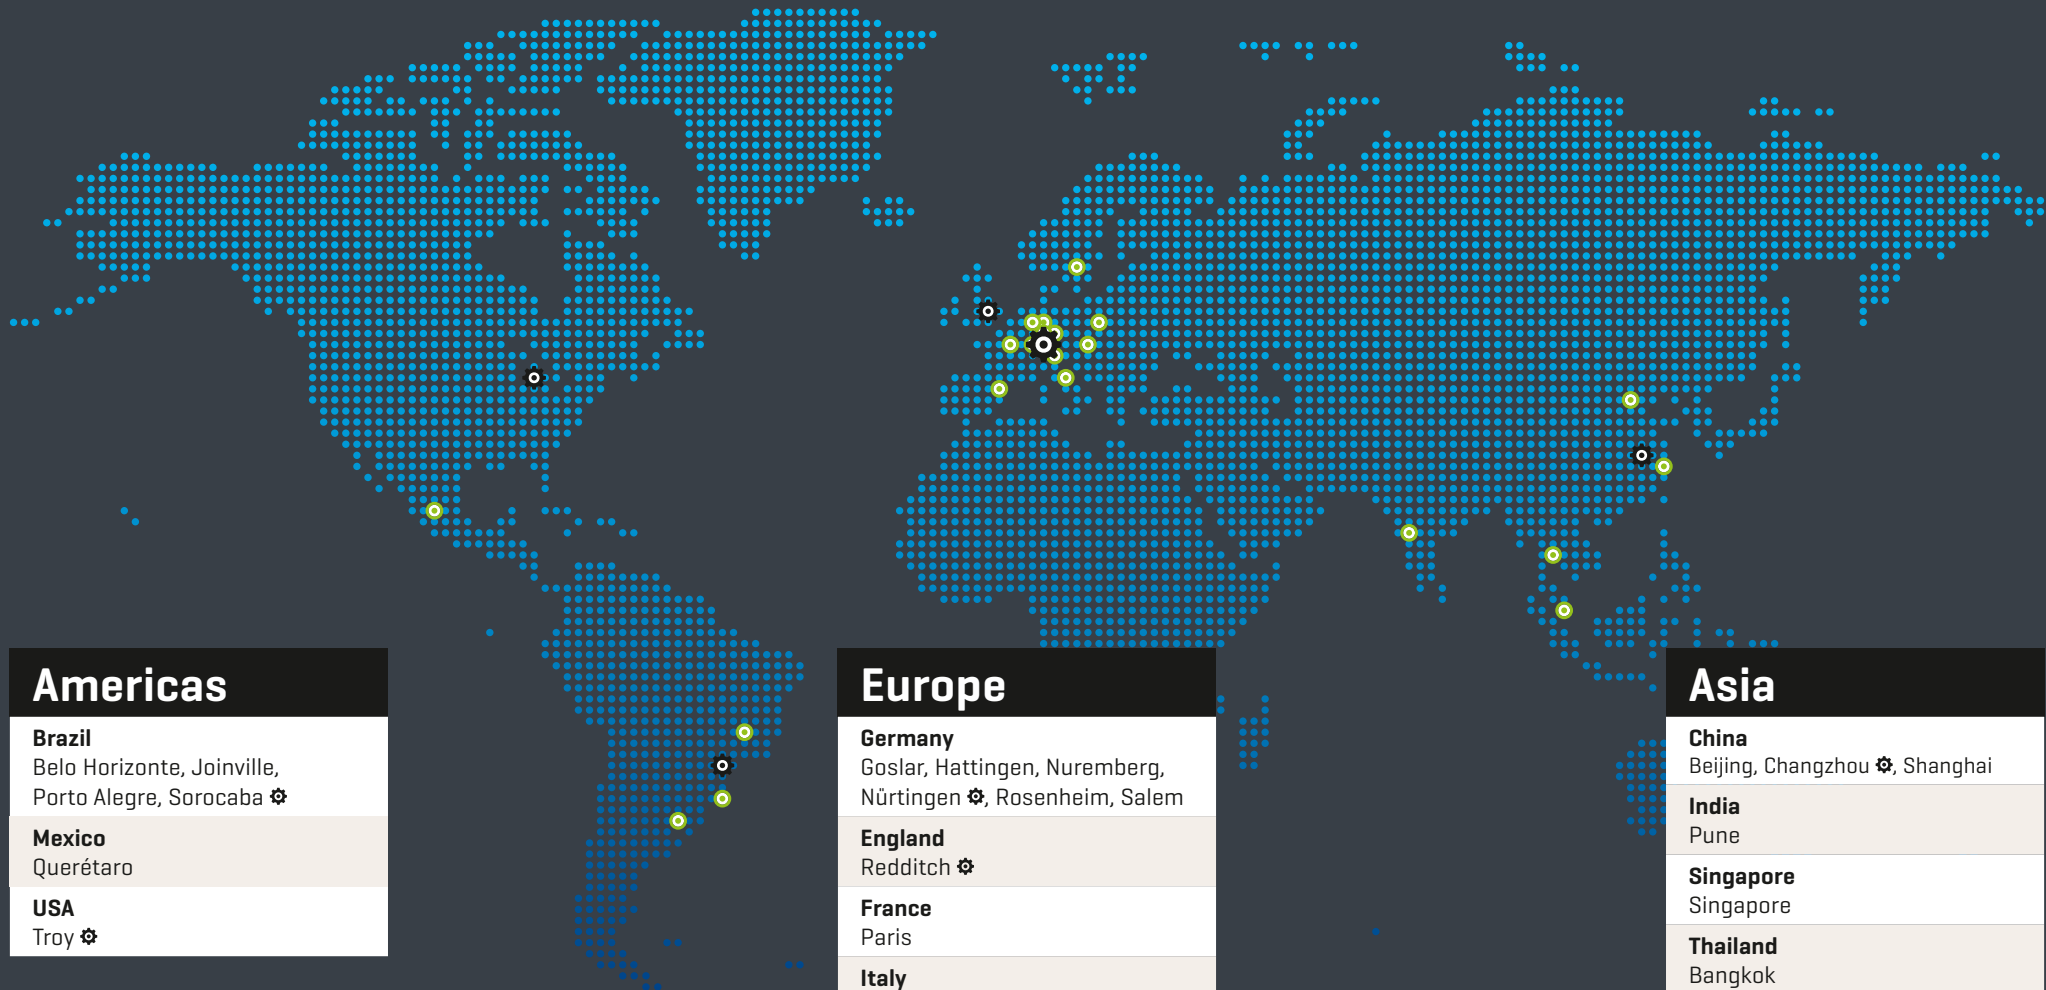 Americas
Brazil
Belo Horizonte, Joinville,
Porto Alegre, Sorocaba
Mexico
Querétaro
USA
Troy
Europe
Germany
Goslar, Hattingen, Nuremberg,
Nürtingen , Rosenheim, Salem
England
Redditch
France
Paris
Italy
Asia
China
Beijing, Changzhou , Shanghai
India
Pune
Singapore
Singapore
Thailand
Bangkok